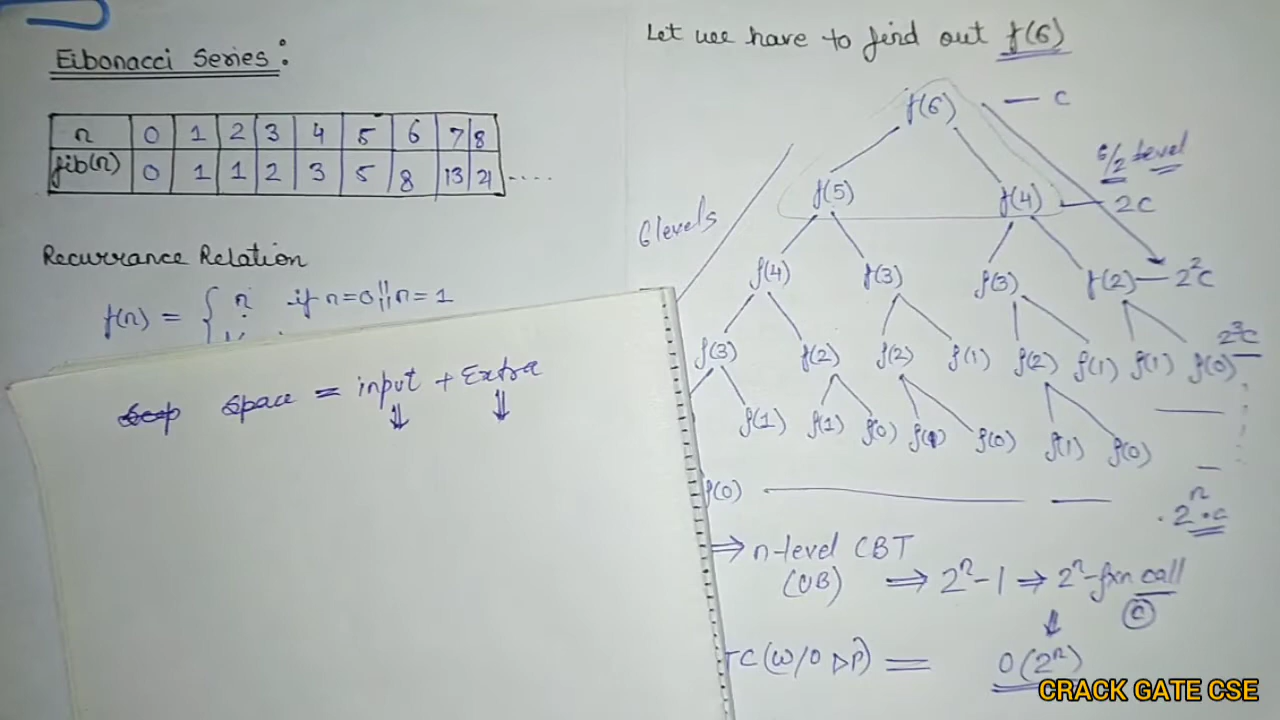 Fibonacci Series:
n 0 1 2 3 4 5 6 7 8
fib(n) 0 1 1 2 3 5 8 13 21 ....
Recurrance Relation
f(n) = { n if n=0||n=1
Space = input + Extra
Let wee have to find out f(6)
f(6) — c
6/2 Level
f(5) f(4) — 2c
6 levels
f(4) f(3) f(3) f(2) — 2²c
f(3) f(2) f(2) f(1) f(2) f(1) f(1) f(0) 2³c
f(1) f(1) f(0) f(1) f(0) f(1) f(0)
f(0)
2ⁿ·c
⇒ n-level CBT
(UB) ⇒ 2ⁿ-1 ⇒ 2ⁿ-fxn call
c
TC (W/O DP) = O(2ⁿ)
CRACK GATE CSE